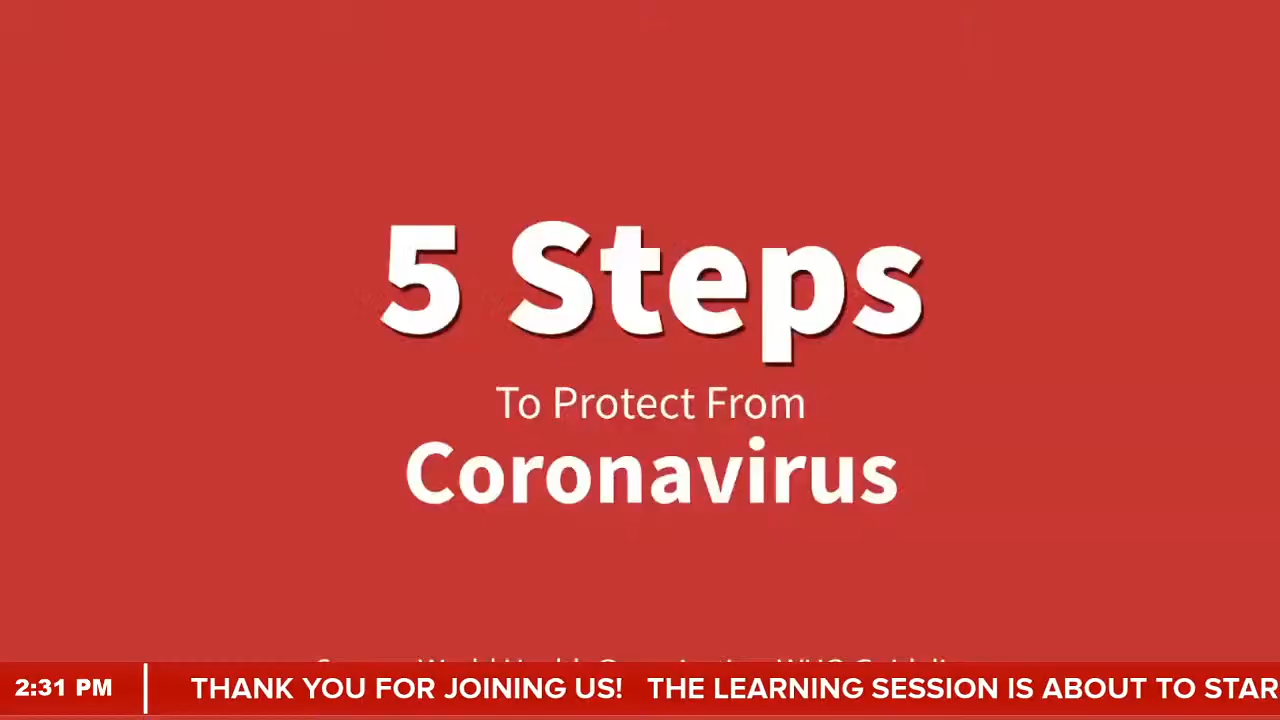 5 Steps
To Protect From
Coronavirus
2:31 PM
THANK YOU FOR JOINING US! THE LEARNING SESSION IS ABOUT TO STAR